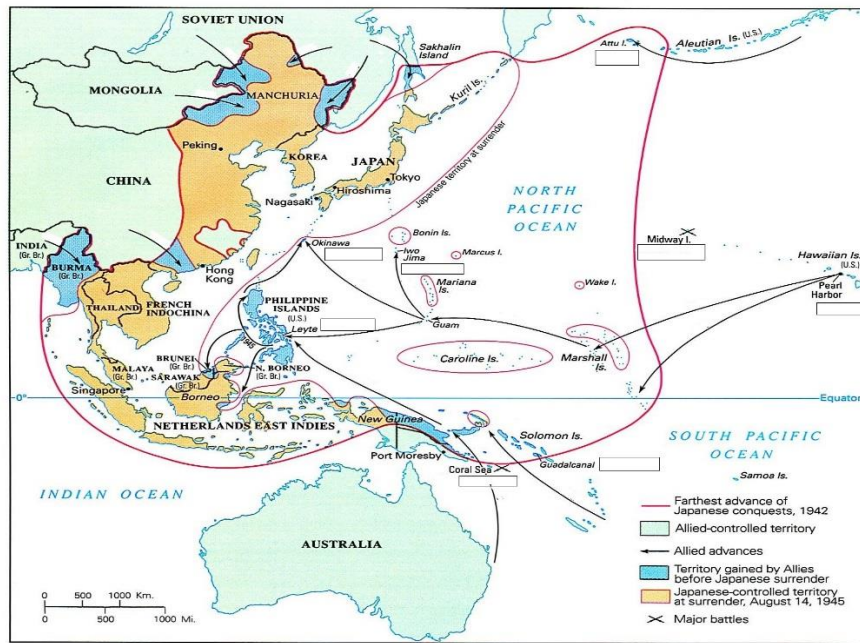 SOVIET UNION
Sakhalin
Island
Attu I.
Aleutian Is. (U.S.)
MONGOLIA
MANCHURIA
Kuril Is.
Peking
KOREA
JAPAN
Tokyo
Hiroshima
Nagasaki
Japanese territory at surrender
CHINA
NORTH
PACIFIC
OCEAN
INDIA
(Gr. Br.)
BURMA
(Gr. Br.)
Hong
Kong
Okinawa
Bonin Is.
Iwo
Jima
Marcus I.
Midway I.
Hawaiian Is.
(U.S.)
Pearl
Harbor
Mariana
Is.
Wake I.
THAILAND
FRENCH
INDOCHINA
PHILIPPINE
ISLANDS
(U.S.)
Leyte
1945
Guam
Marshall
Is.
Caroline Is.
BRUNEI
(Gr. Br.)
MALAYA
(Gr. Br.)
SARAWAK
(Gr. Br.)
N. BORNEO
(Gr. Br.)
Singapore
Borneo
0°
Equator
NETHERLANDS EAST INDIES
New Guinea
Solomon Is.
Port Moresby
Coral Sea
Guadalcanal
SOUTH PACIFIC
OCEAN
Samoa Is.
INDIAN OCEAN
AUSTRALIA
Farthest advance of
Japanese conquests, 1942
Allied-controlled territory
Allied advances
Territory gained by Allies
before Japanese surrender
Japanese-controlled territory
at surrender, August 14, 1945
Major battles
0 500 1000 Km.
0 500 1000 Mi.